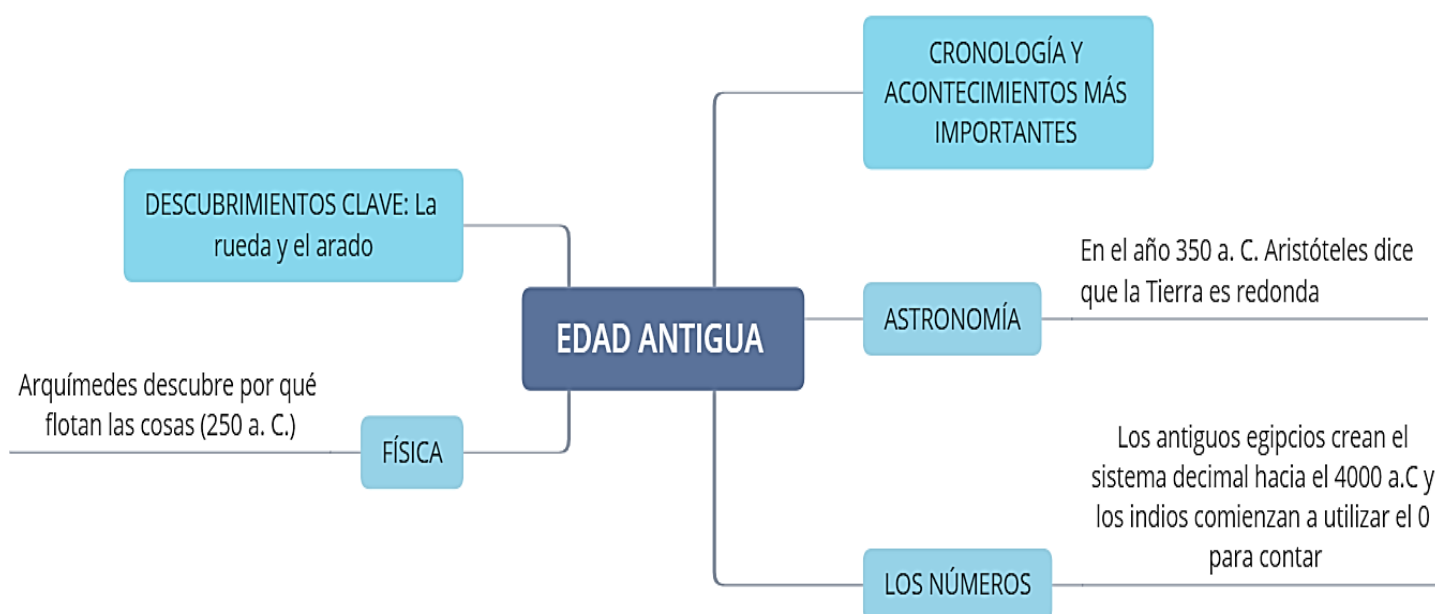 CRONOLOGÍA Y
ACONTECIMIENTOS MÁS
IMPORTANTES
DESCUBRIMIENTOS CLAVE: La
rueda y el arado
En el año 350 a. C. Aristóteles dice
que la Tierra es redonda
ASTRONOMÍA
EDAD ANTIGUA
Arquímedes descubre por qué
flotan las cosas (250 a. C.)
FÍSICA
Los antiguos egipcios crean el
sistema decimal hacia el 4000 a.C y
los indios comienzan a utilizar el 0
para contar
LOS NÚMEROS